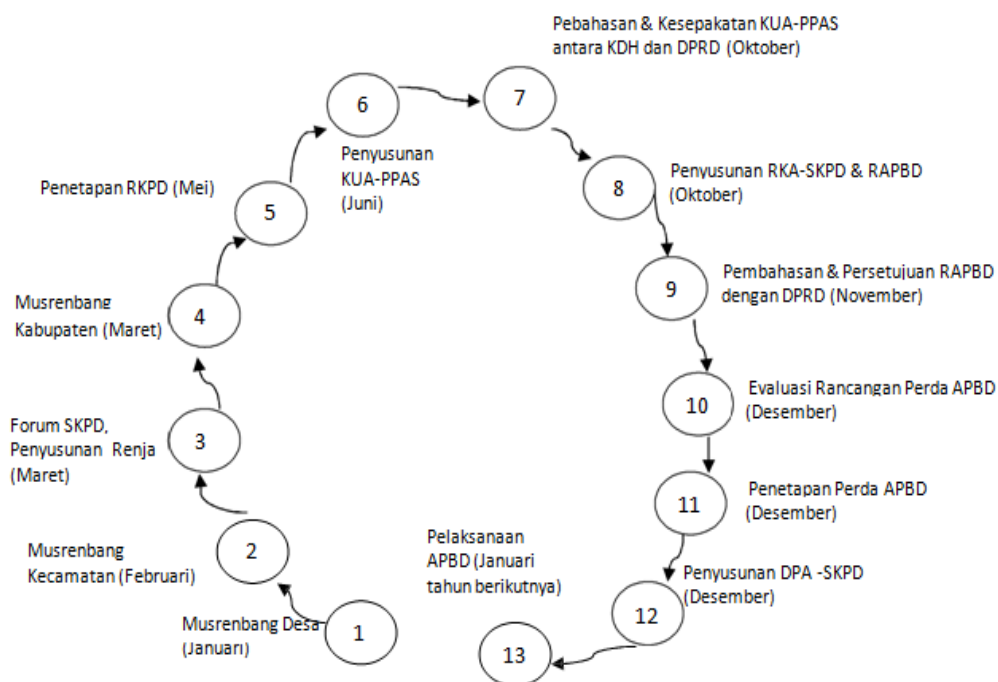 1
Musrenbang Desa
(Januari)
2
Musrenbang
Kecamatan (Februari)
3
Forum SKPD,
Penyusunan Renja
(Maret)
4
Musrenbang
Kabupaten (Maret)
5
Penetapan RKPD (Mei)
6
Penyusunan
KUA-PPAS
(Juni)
7
Pebahasan & Kesepakatan KUA-PPAS
antara KDH dan DPRD (Oktober)
8
Penyusunan RKA-SKPD & RAPBD
(Oktober)
9
Pembahasan & Persetujuan RAPBD
dengan DPRD (November)
10
Evaluasi Rancangan Perda APBD
(Desember)
11
Penetapan Perda APBD
(Desember)
12
Penyusunan DPA -SKPD
(Desember)
13
Pelaksanaan
APBD (Januari
tahun berikutnya)